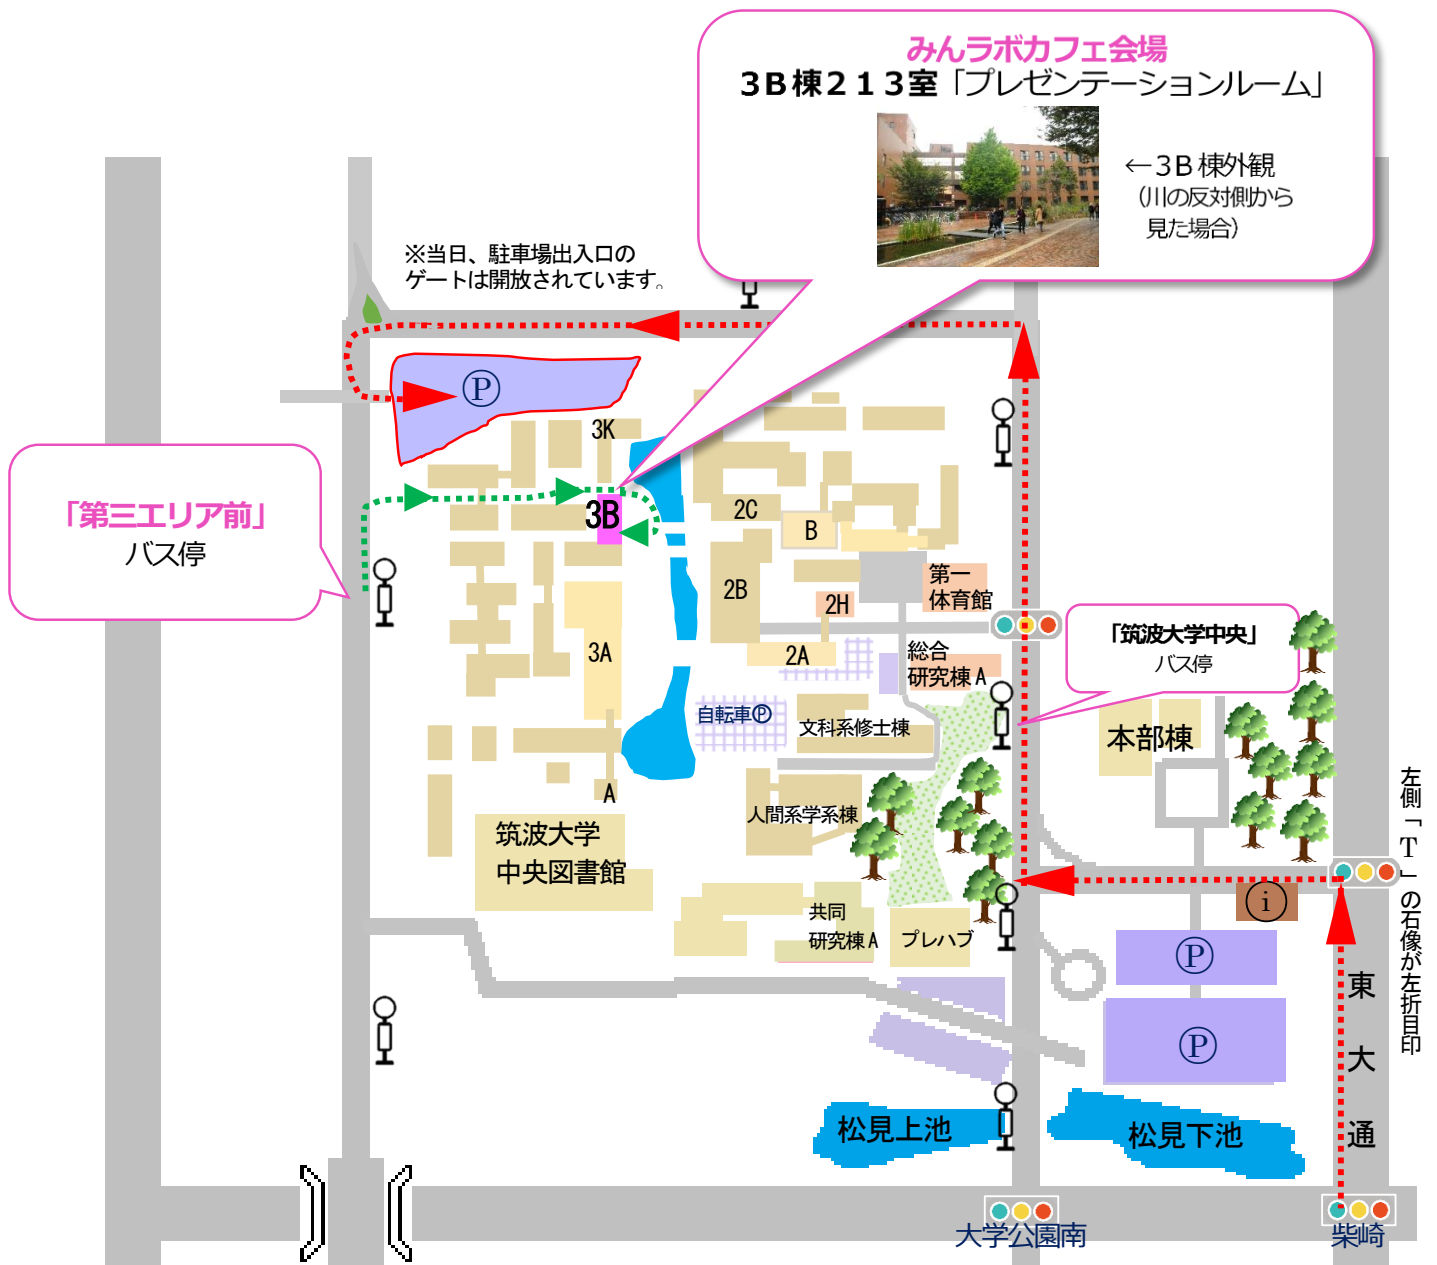 みんラボカフェ会場
3B棟213室「プレゼンテーションルーム」
←3B棟外観
(川の反対側から
見た場合)
※当日、駐車場出入口の
ゲートは開放されています。
P
「第三エリア前」
バス停
3K
3B
2C
B
2B
2H
第一
体育館
3A
2A
総合
研究棟A
「筑波大学中央」
バス停
自転車P
文科系修士棟
本部棟
A
人間系学系棟
筑波大学
中央図書館
共同
研究棟A
プレハブ
i
P
P
左側「T」の石像が左折目印
東大通
松見上池
松見下池
大学公園南
柴崎